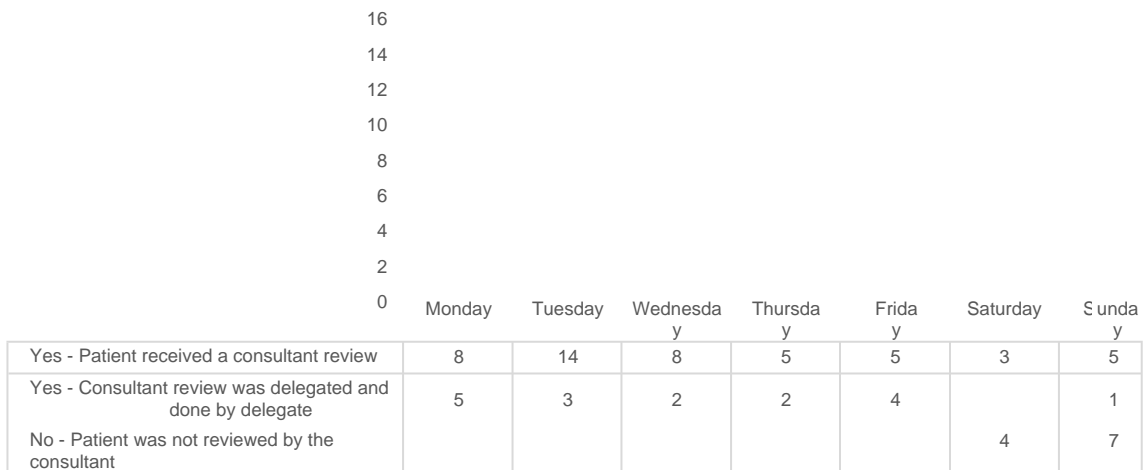 16
14
12
10
8
6
4
2
0
Monday Tuesday Wednesda Thursda Frida Saturday Sunda
y y y y
Yes - Patient received a consultant review 8 14 8 5 5 3 5
Yes - Consultant review was delegated and
done by delegate 5 3 2 2 4 1
No - Patient was not reviewed by the
consultant 4 7